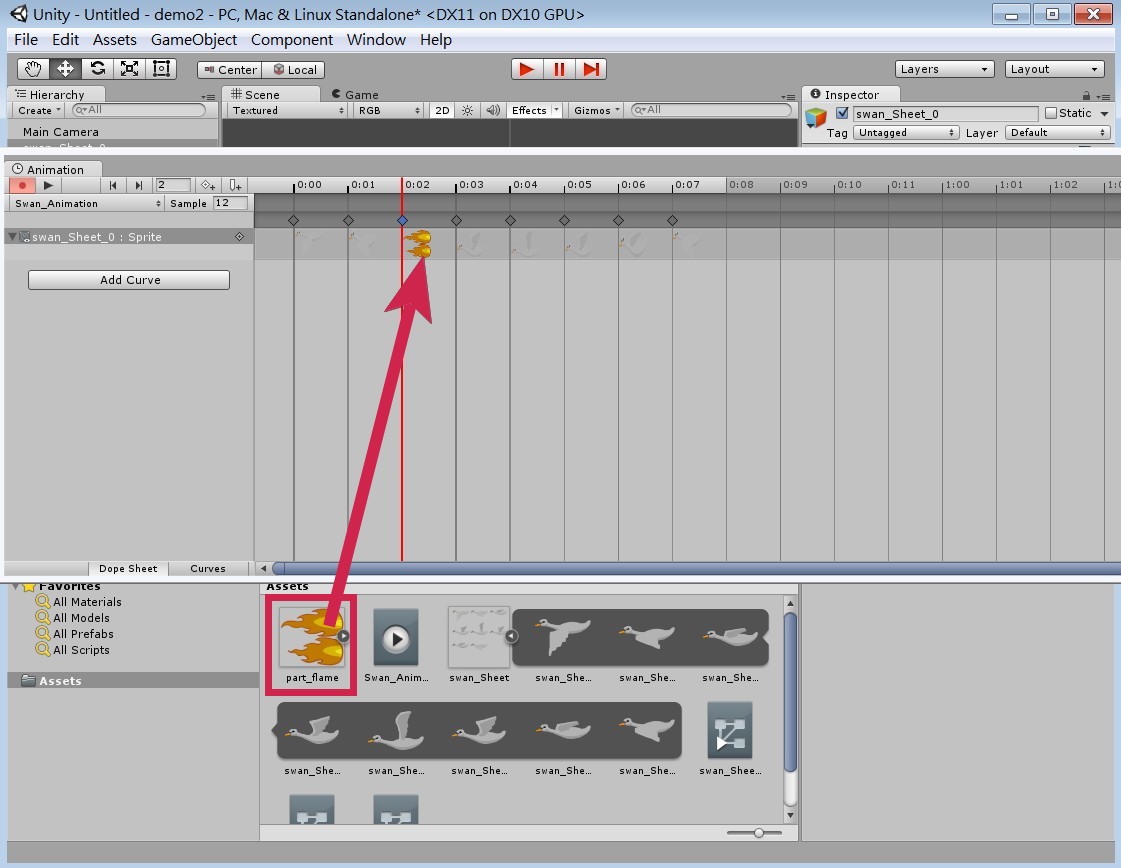 Unity - Untitled - demo2 - PC, Mac & Linux Standalone* <DX11 on DX10 GPU>
File Edit Assets GameObject Component Window Help
Center Local Layers Layout
Hierarchy Scene Game Inspector
Create All Textured RGB 2D Effects Gizmos All swan_Sheet_0 Static
Main Camera Tag Untagged Layer Default
swan_Sheet_0
Animation
2 0:00 0:01 0:02 0:03 0:04 0:05 0:06 0:07 0:08 0:09 0:10 0:11 1:00 1:01 1:02
Swan_Animation Sample 12
swan_Sheet_0 : Sprite
Add Curve
Dope Sheet Curves
Favorites Assets
All Materials
All Models
All Prefabs
All Scripts
Assets
part_flame Swan_Anim... swan_Sheet swan_She... swan_She... swan_She...
swan_She... swan_She... swan_She... swan_She... swan_She... swan_Shee...